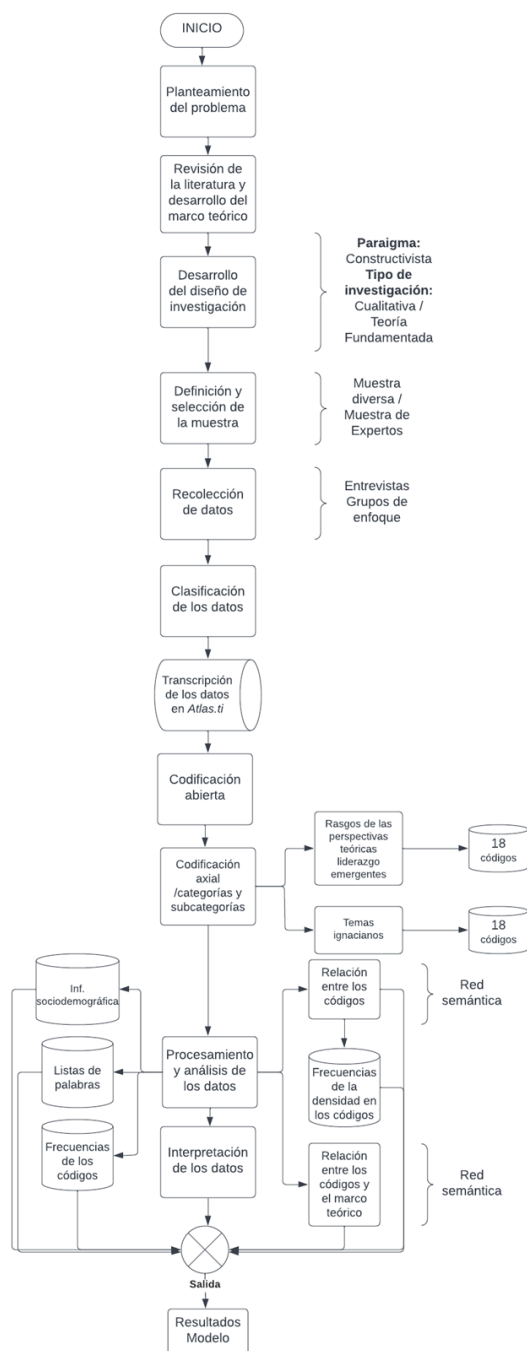 INICIO
Planteamiento
del problema
Revisión de
la literatura y
desarrollo del
marco teórico
Desarrollo
del diseño de
investigación
Paraigma:
Constructivista
Tipo de
investigación:
Cualitativa /
Teoría
Fundamentada
Definición y
selección de
la muestra
Muestra
diversa /
Muestra de
Expertos
Recolección
de datos
Entrevistas
Grupos de
enfoque
Clasificación
de los datos
Transcripción
de los datos
en Atlas.ti
Codificación
abierta
Codificación
axial
/categorías y
subcategorías
Rasgos de las
perspectivas
teóricas
liderazgo
emergentes
18
códigos
Temas
ignacianos
18
códigos
Inf.
sociodemográfica
Relación
entre los
códigos
Red
semántica
Listas de
palabras
Procesamiento
y análisis de
los datos
Frecuencias
de la
densidad en
los códigos
Frecuencias
de los
códigos
Interpretación
de los datos
Relación
entre los
códigos y
el marco
teórico
Red
semántica
Salida
Resultados
Modelo